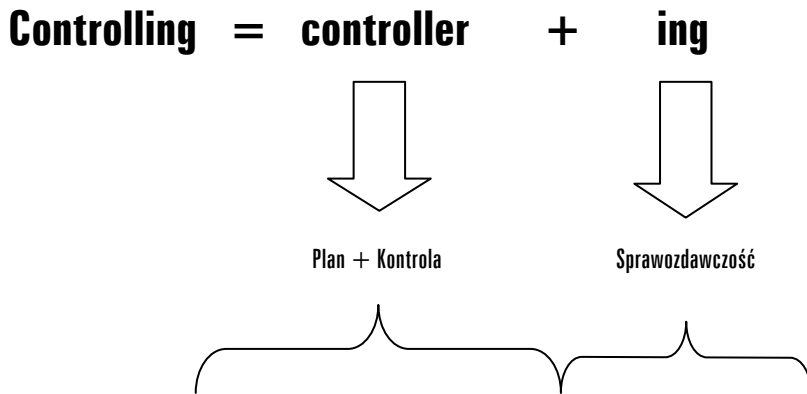 Controlling = controller + ing
Plan + Kontrola Sprawozdawczość